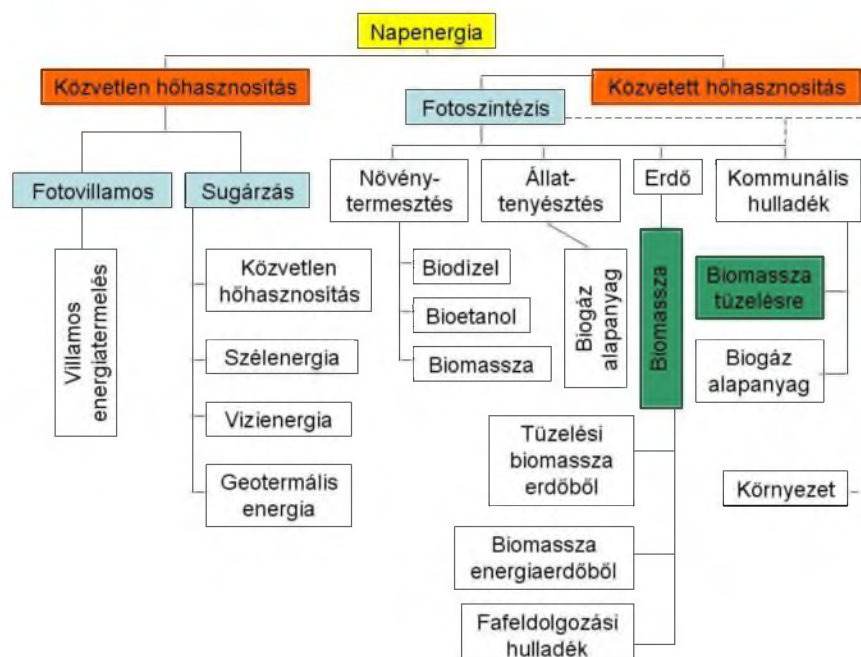 Napenergia
Közvetlen hőhasznosítás
Közvetett hőhasznosítás
Fotoszintézis
Fotovillamos
Sugárzás
Növény-
termesztés
Állat-
tenyésztés
Erdő
Kommunális
hulladék
Villamos
energiatermelés
Közvetlen
hőhasznosítás
Szélenergia
Vizienergia
Geotermális
energia
Biodízel
Bioetanol
Biomassza
Biogáz
alapanyag
Biomassza
Tüzelési
biomassza
erdőből
Biomassza
energiaerdőből
Fafeldolgozási
hulladék
Biomassza
tüzelésre
Biogáz
alapanyag
Környezet